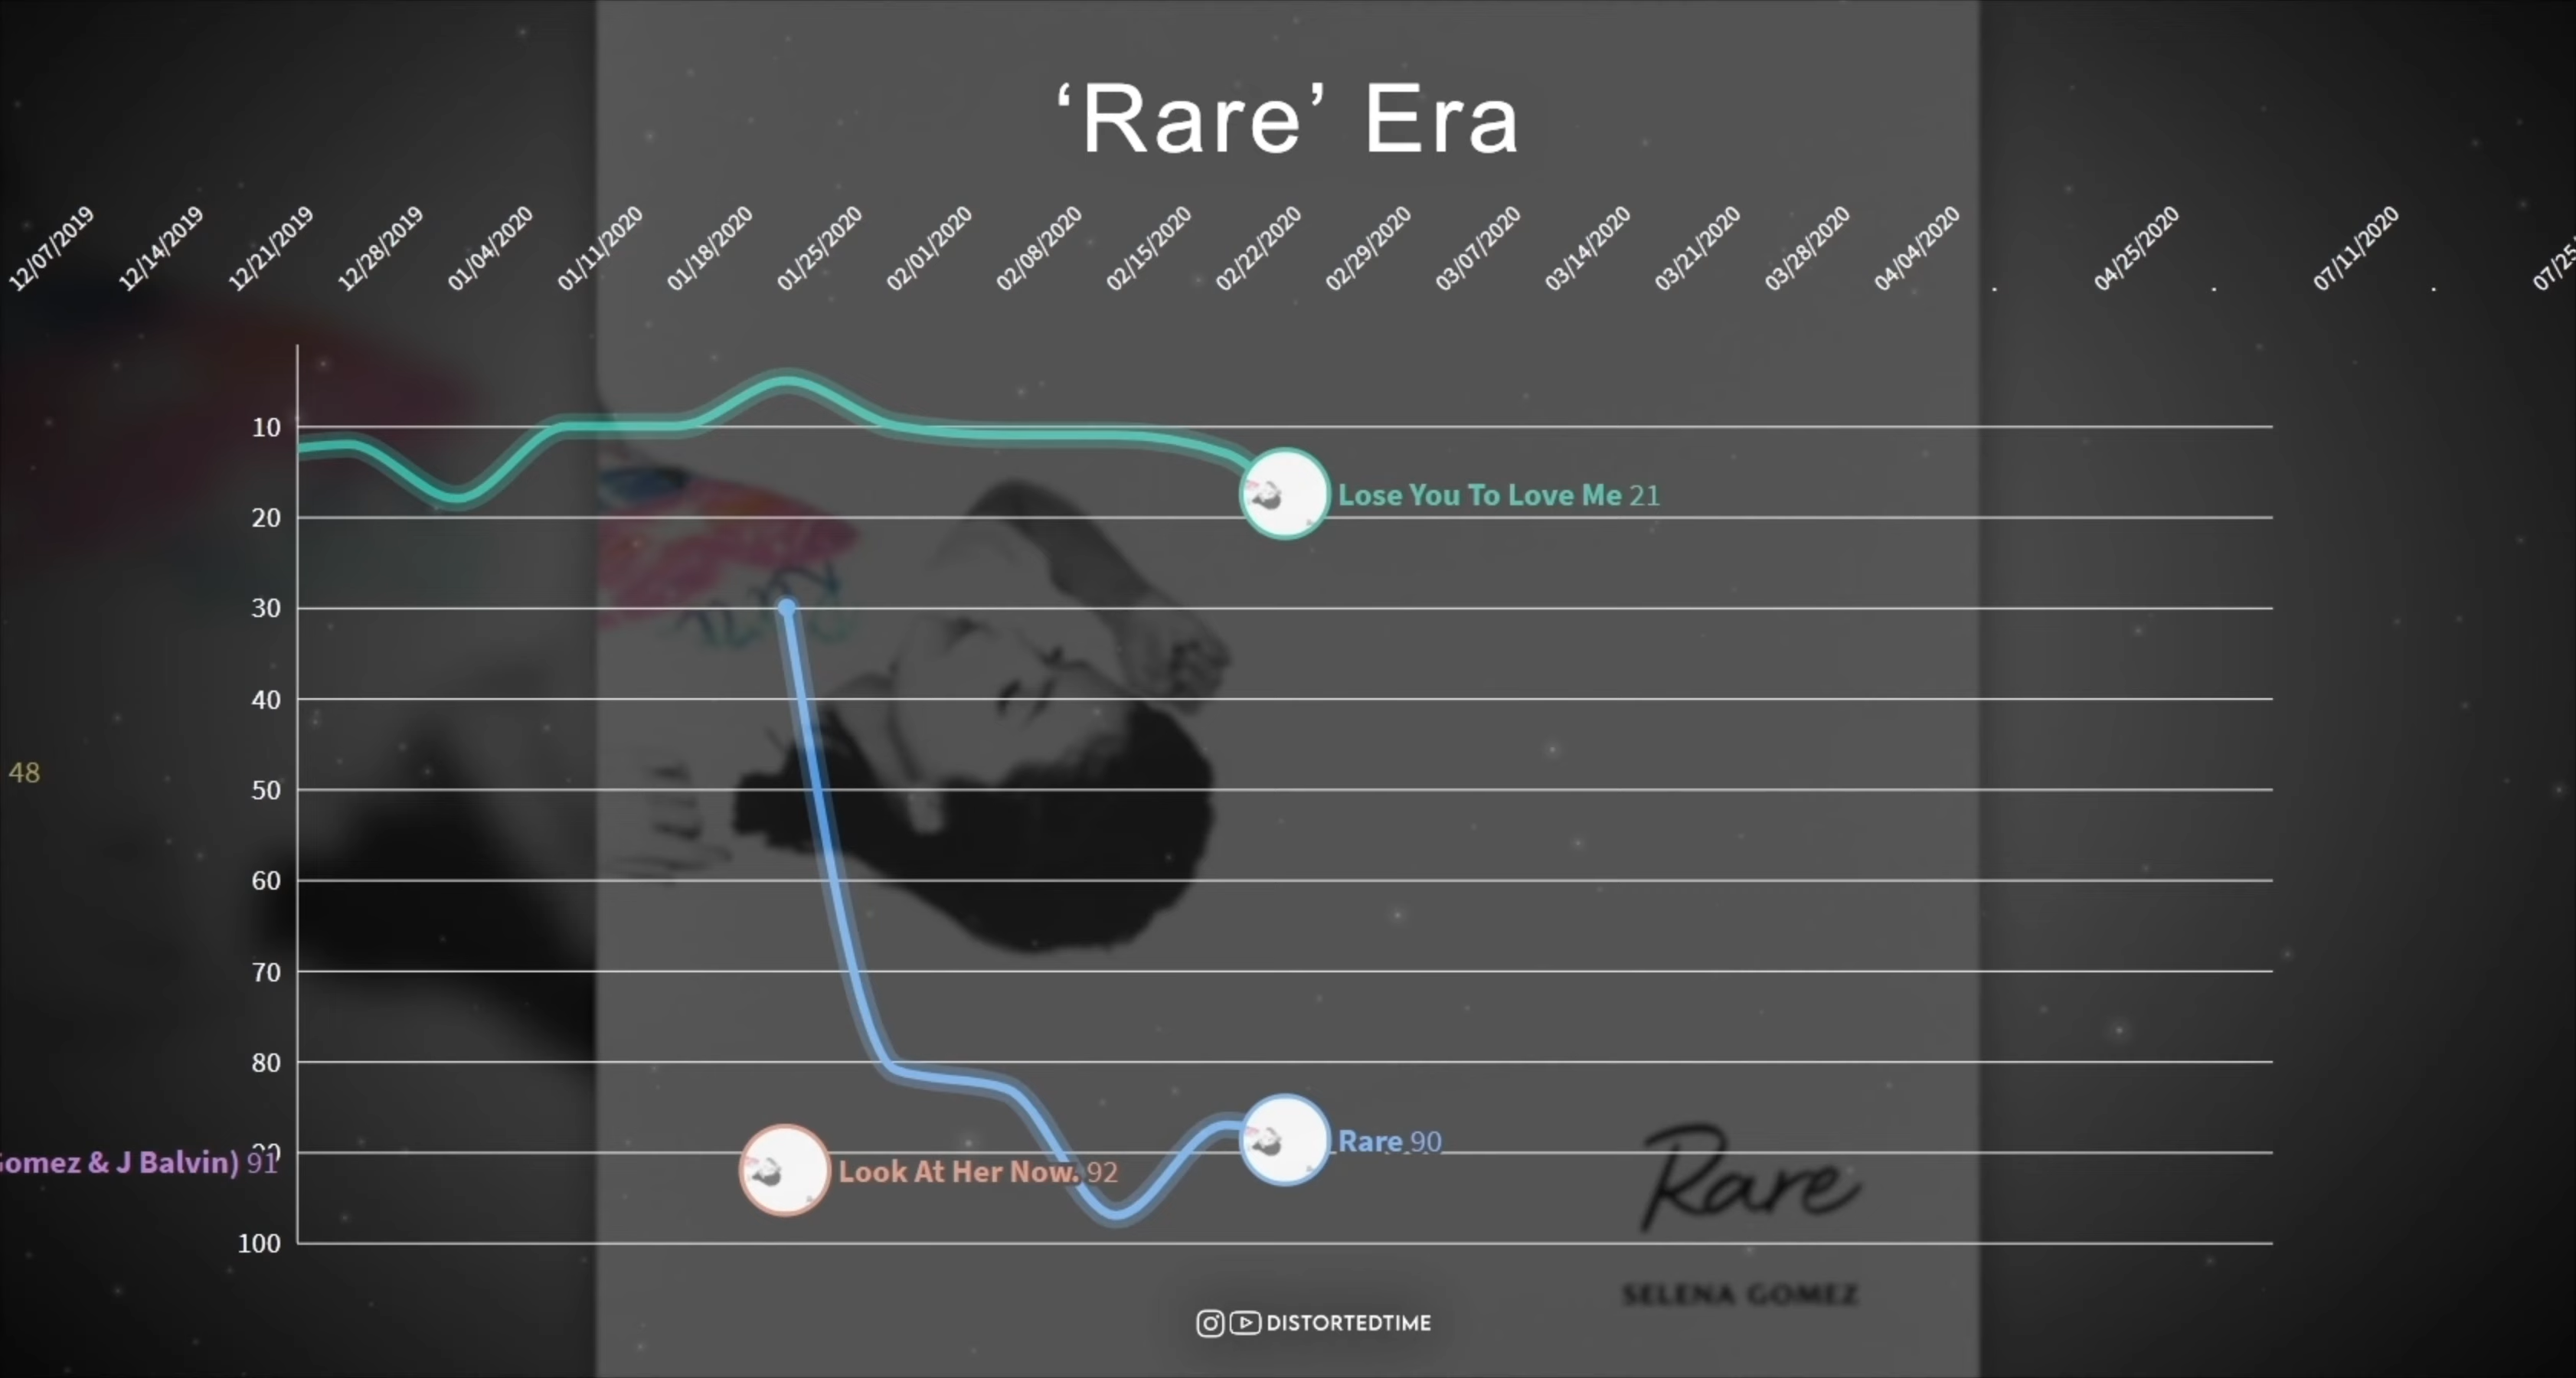 ‘Rare’ Era
12/07/2019 12/14/2019 12/21/2019 12/28/2019 01/04/2020 01/11/2020 01/18/2020 01/25/2020 02/01/2020 02/08/2020 02/15/2020 02/22/2020 02/29/2020 03/07/2020 03/14/2020 03/21/2020 03/28/2020 04/04/2020 . 04/25/2020 . 07/11/2020 . 07/25
10
Lose You To Love Me 21
20
30
40
48
50
60
70
80
Rare 90
90
Gomez & J Balvin) 91
Look At Her Now. 92
Rare
100
SELENA GOMEZ
DISTORTEDTIME